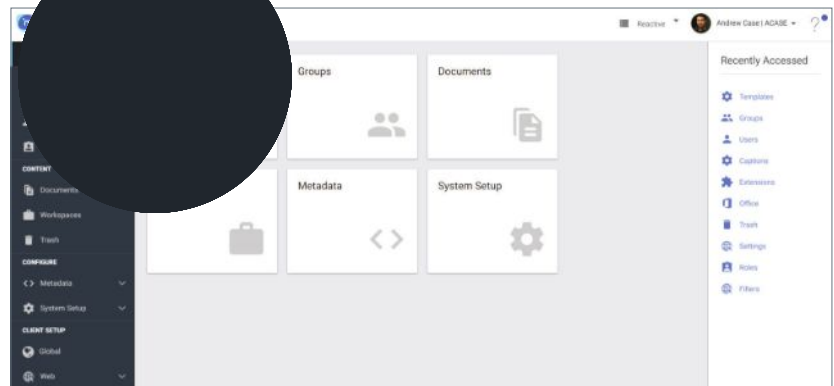 Reactive
Andrew Case | ACASE
?
Groups
Documents
Metadata
System Setup
CONTENT
Documents
Workspaces
Trash
CONFIGURE
<> Metadata
System Setup
CLIENT SETUP
Global
Web
Recently Accessed
Templates
Groups
Users
Captions
Extensions
Office
Trash
Settings
Roles
Filters